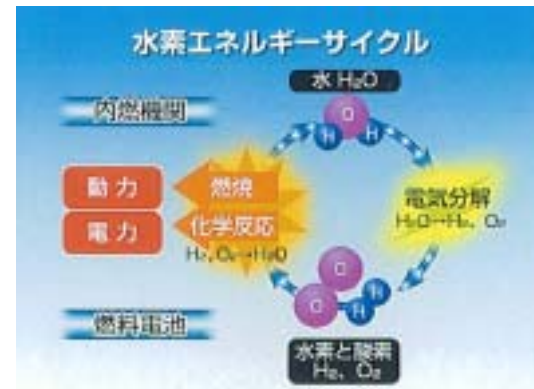 水素エネルギーサイクル
水 H₂O
O
H H
内燃機関
動力
燃焼
電力
化学反応
H₂, O₂→H₂O
電気分解
H₂O→H₂、O₂
O
O H H
燃料電池
水素と酸素
H₂、O₂